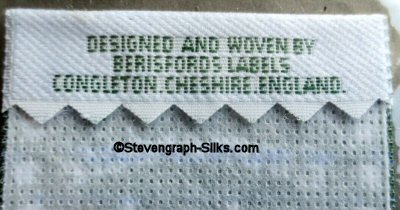 DESIGNED AND WOVEN BY
BERISFORDS LABELS
CONGLETON. CHESHIRE. ENGLAND.
©Stevengraph-Silks.com